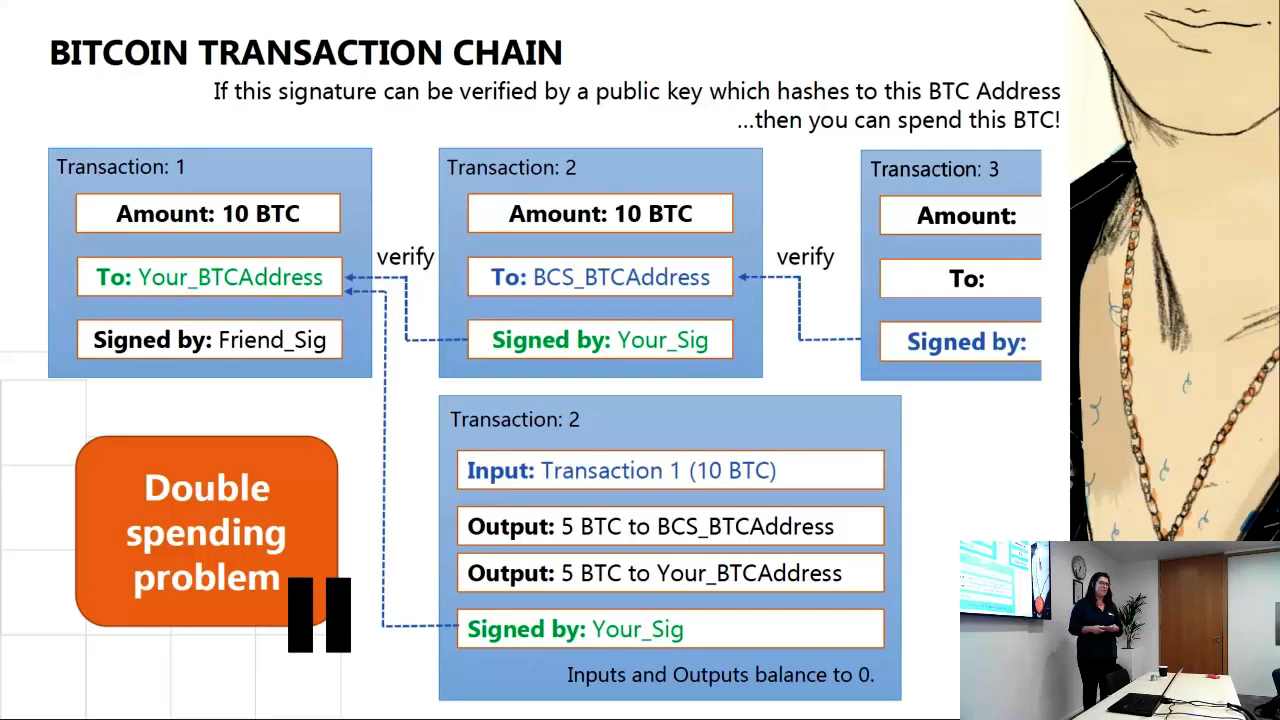 BITCOIN TRANSACTION CHAIN
If this signature can be verified by a public key which hashes to this BTC Address
...then you can spend this BTC!
Transaction: 1
Amount: 10 BTC
To: Your_BTCAddress
Signed by: Friend_Sig
verify
Transaction: 2
Amount: 10 BTC
To: BCS_BTCAddress
Signed by: Your_Sig
verify
Transaction: 3
Amount:
To:
Signed by:
Double
spending
problem
Transaction: 2
Input: Transaction 1 (10 BTC)
Output: 5 BTC to BCS_BTCAddress
Output: 5 BTC to Your_BTCAddress
Signed by: Your_Sig
Inputs and Outputs balance to 0.